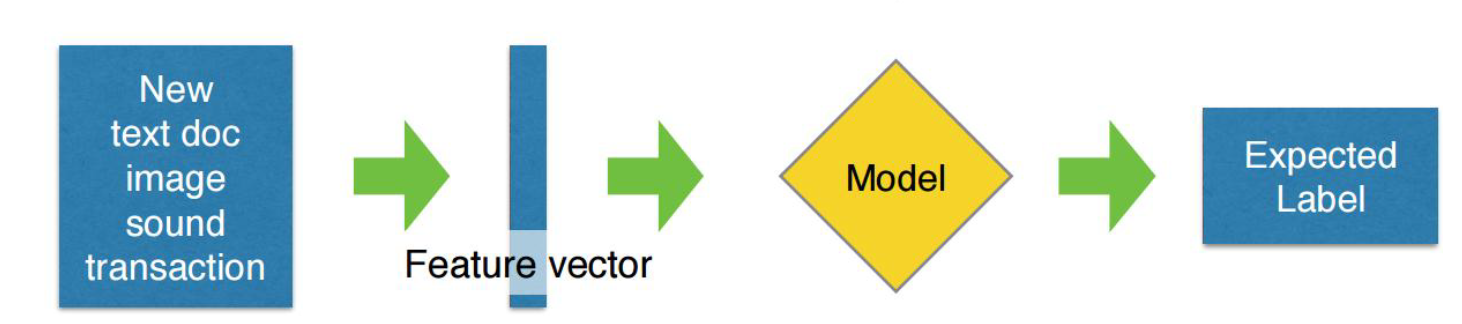 New
text doc
image
sound
transaction
Feature vector
Model
Expected
Label